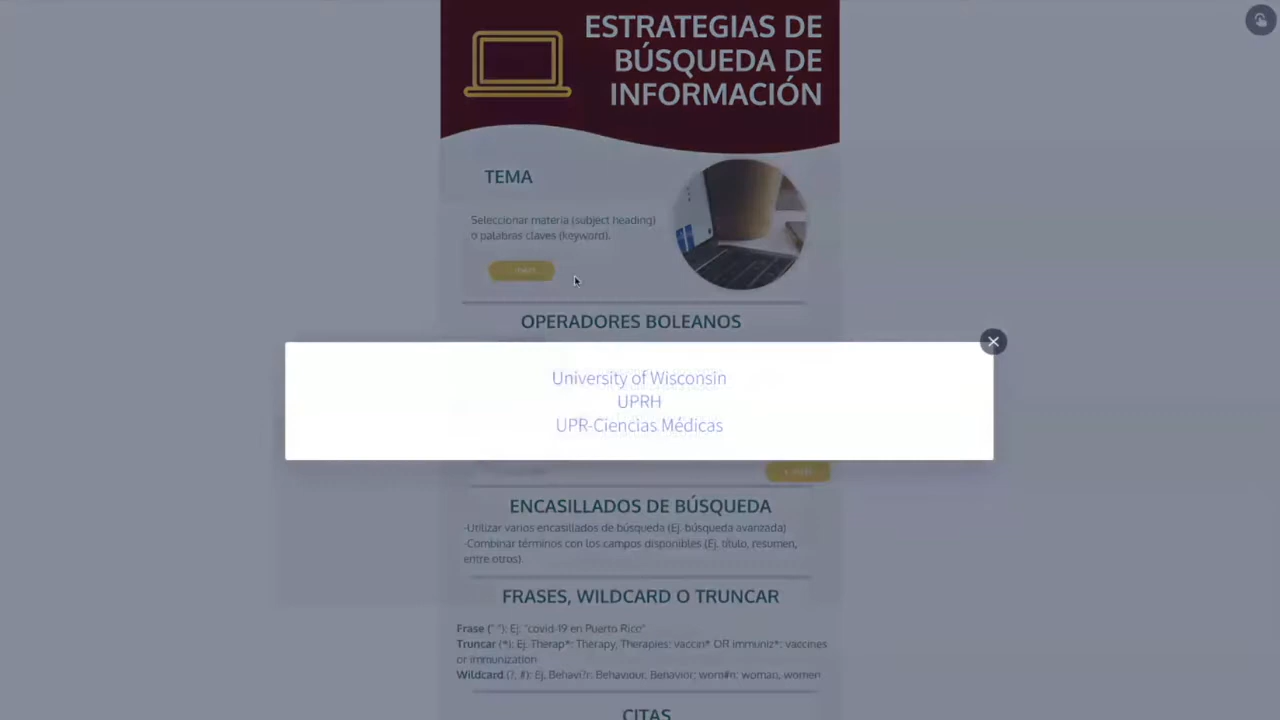 ESTRATEGIAS DE
BÚSQUEDA DE
INFORMACIÓN
TEMA
Seleccionar materia (subject heading)
o palabras claves (keyword).
OPERADORES BOLEANOS
University of Wisconsin
UPRH
UPR-Ciencias Médicas
ENCASILLADOS DE BÚSQUEDA
-Utilizar varios encasillados de búsqueda (Ej. búsqueda avanzada)
-Combinar términos con los campos disponibles (Ej. título, resumen,
entre otros).
FRASES, WILDCARD O TRUNCAR
Frase (" "): Ej. "covid-19 en Puerto Rico"
Truncar (*): Ej. Therap*: Therapy, Therapies; vaccin* OR immuniz*: vaccines
or immunization
Wildcard (?, #): Ej. Behavi?r: Behaviour, Behavior; wom#n: woman, women
CITAS